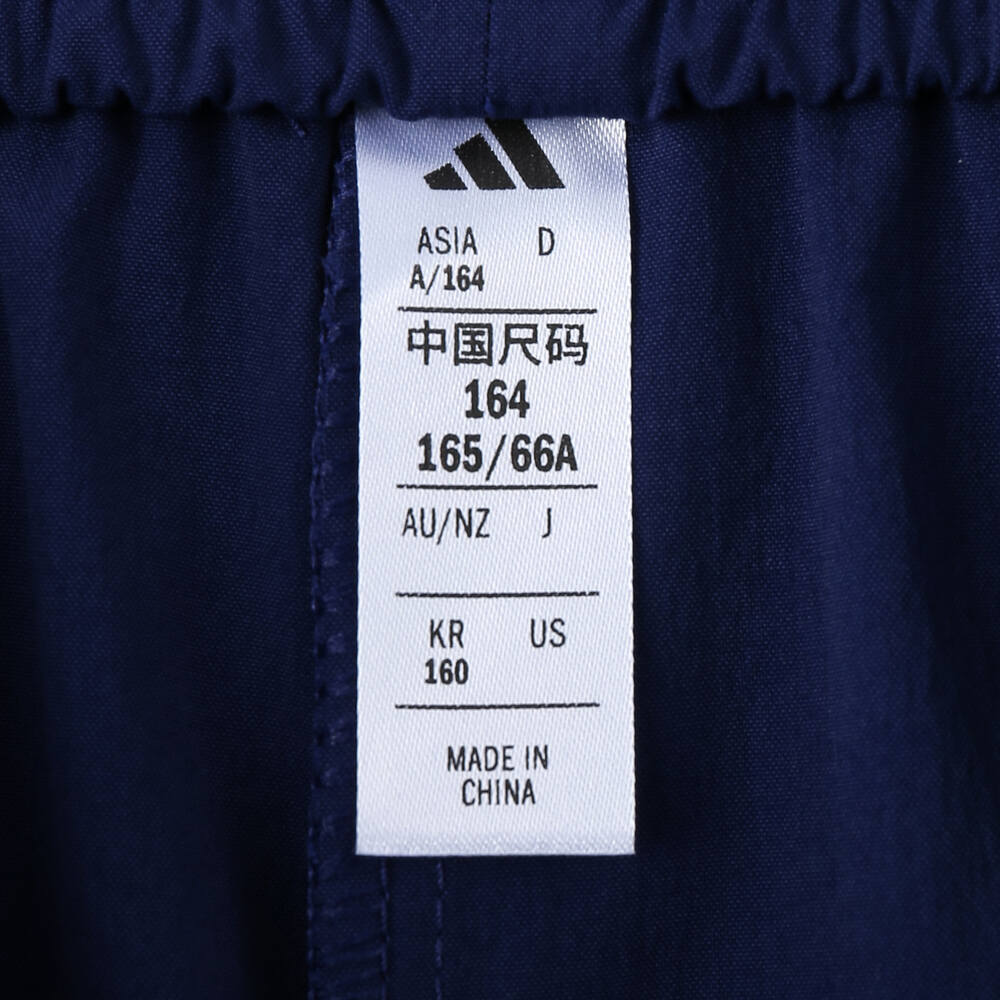 ASIA D
A/164
中国尺码
164
165/66A
AU/NZ J
KR US
160
MADE IN
CHINA